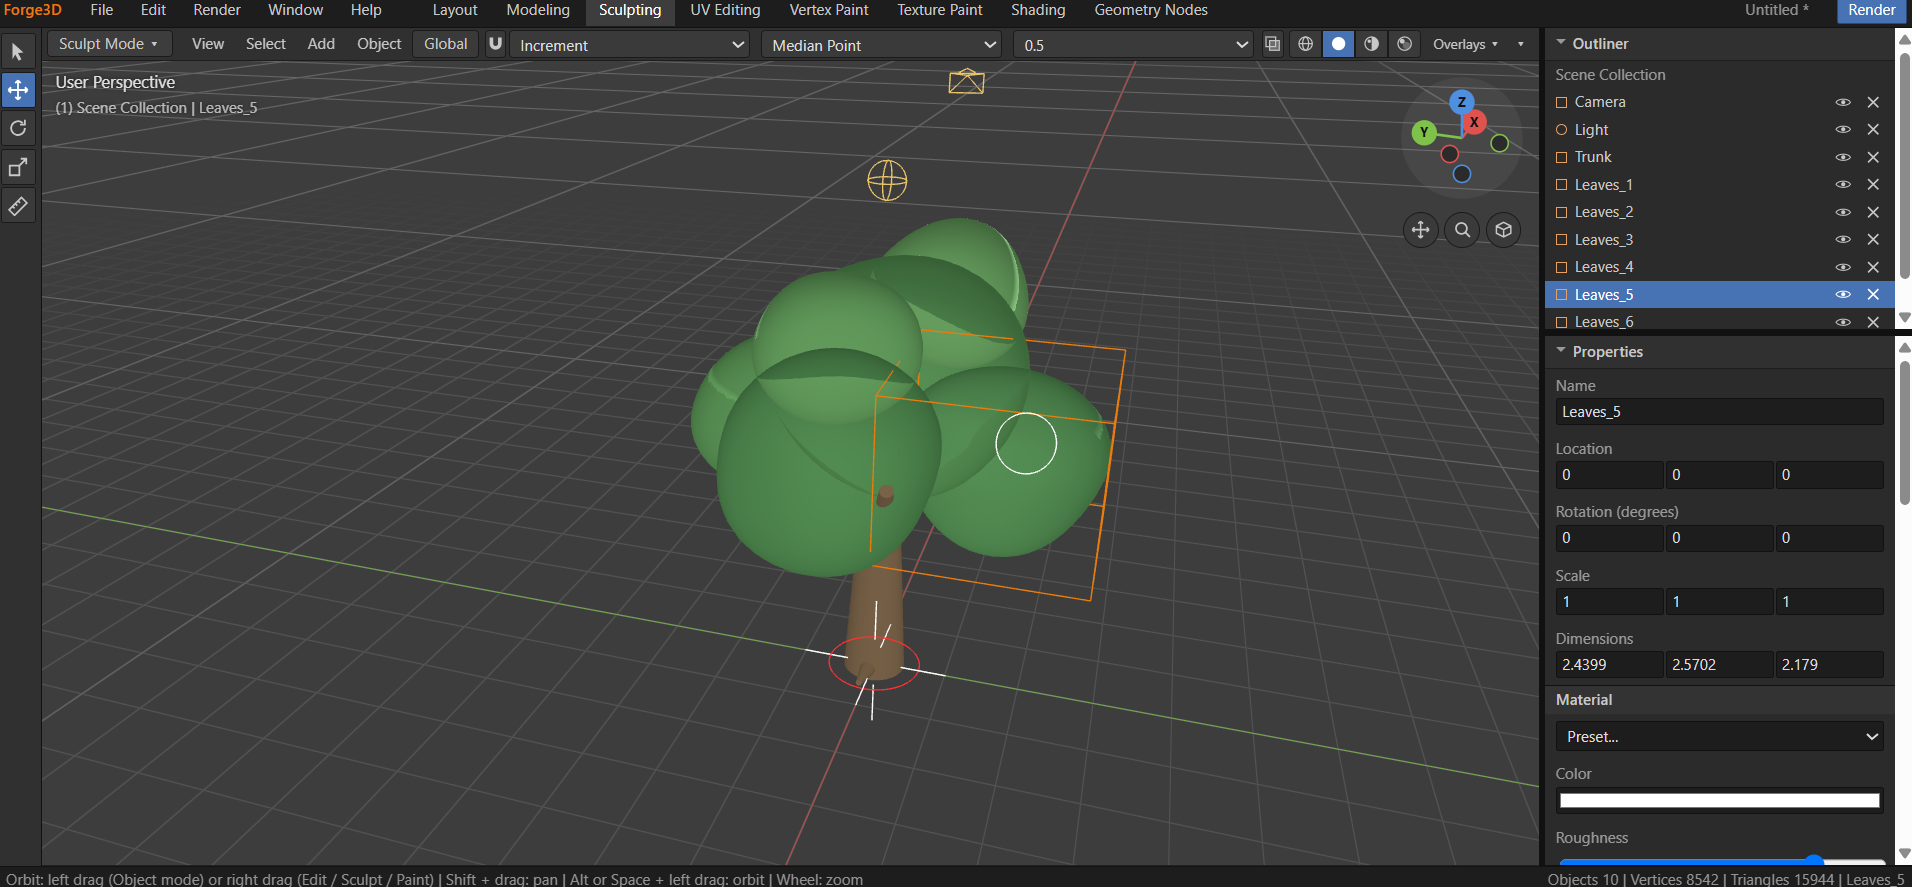 Forge3D File Edit Render Window Help Layout Modeling Sculpting UV Editing Vertex Paint Texture Paint Shading Geometry Nodes Untitled * Render
Sculpt Mode View Select Add Object Global Increment Median Point 0.5 Overlays
User Perspective
(1) Scene Collection | Leaves_5
Z
X
Y
Outliner
Scene Collection
Camera
Light
Trunk
Leaves_1
Leaves_2
Leaves_3
Leaves_4
Leaves_5
Leaves_6
Properties
Name
Leaves_5
Location
0 0 0
Rotation (degrees)
0 0 0
Scale
1 1 1
Dimensions
2.4399 2.5702 2.179
Material
Preset...
Color
Roughness
Orbit: left drag (Object mode) or right drag (Edit / Sculpt / Paint) | Shift + drag: pan | Alt or Space + left drag: orbit | Wheel: zoom
Objects 10 | Vertices 8542 | Triangles 15944 | Leaves_5